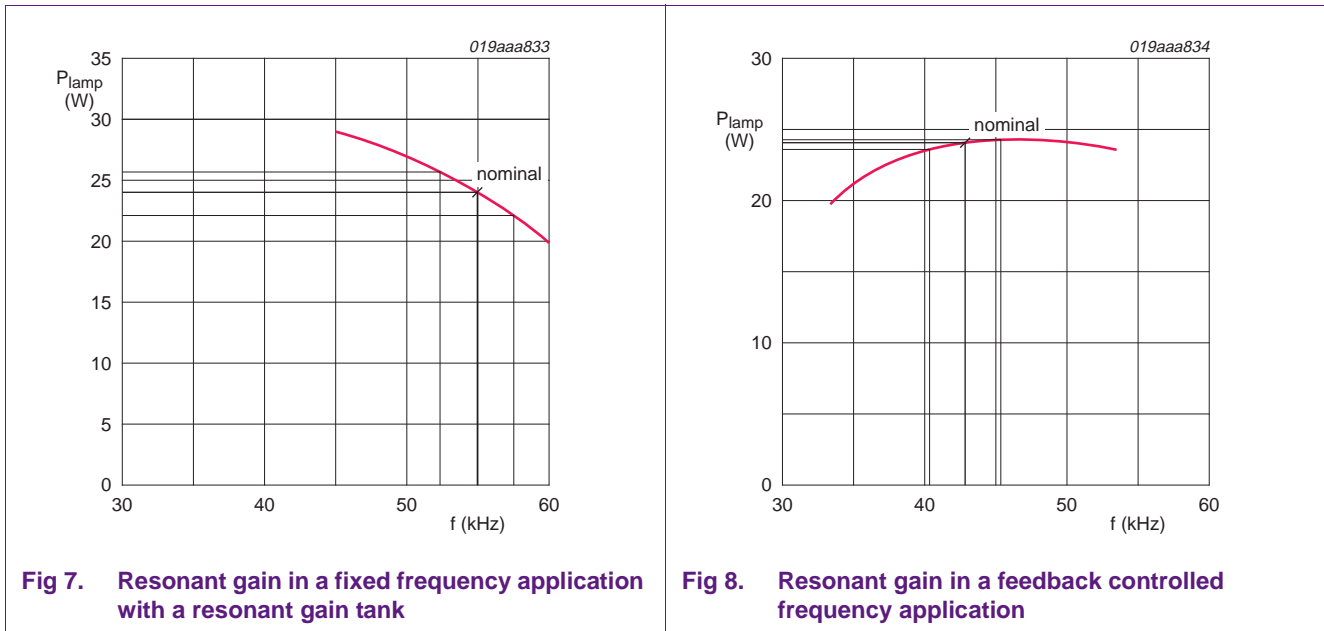 019aaa833
35
P_lamp
(W)
30
25
nominal
20
15
10
5
0
30
40
50
60
f (kHz)
Fig 7. Resonant gain in a fixed frequency application
with a resonant gain tank
019aaa834
30
P_lamp
(W)
nominal
20
10
0
30
40
50
60
f (kHz)
Fig 8. Resonant gain in a feedback controlled
frequency application